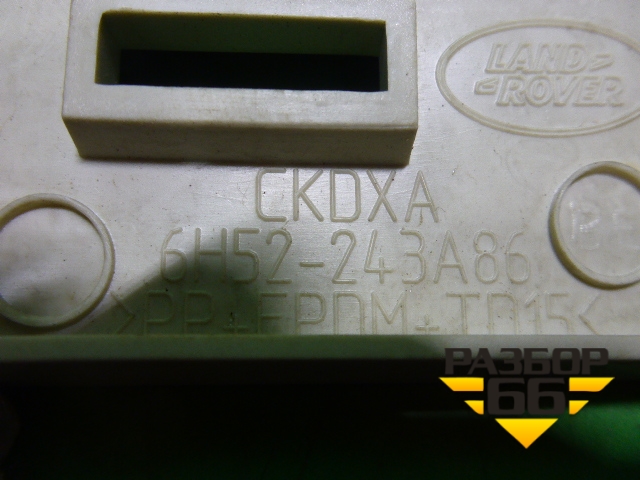 LAND
ROVER
CKDXA
6H52-243A86
>PP+EPDM+TD15<
РАЗБОР
66